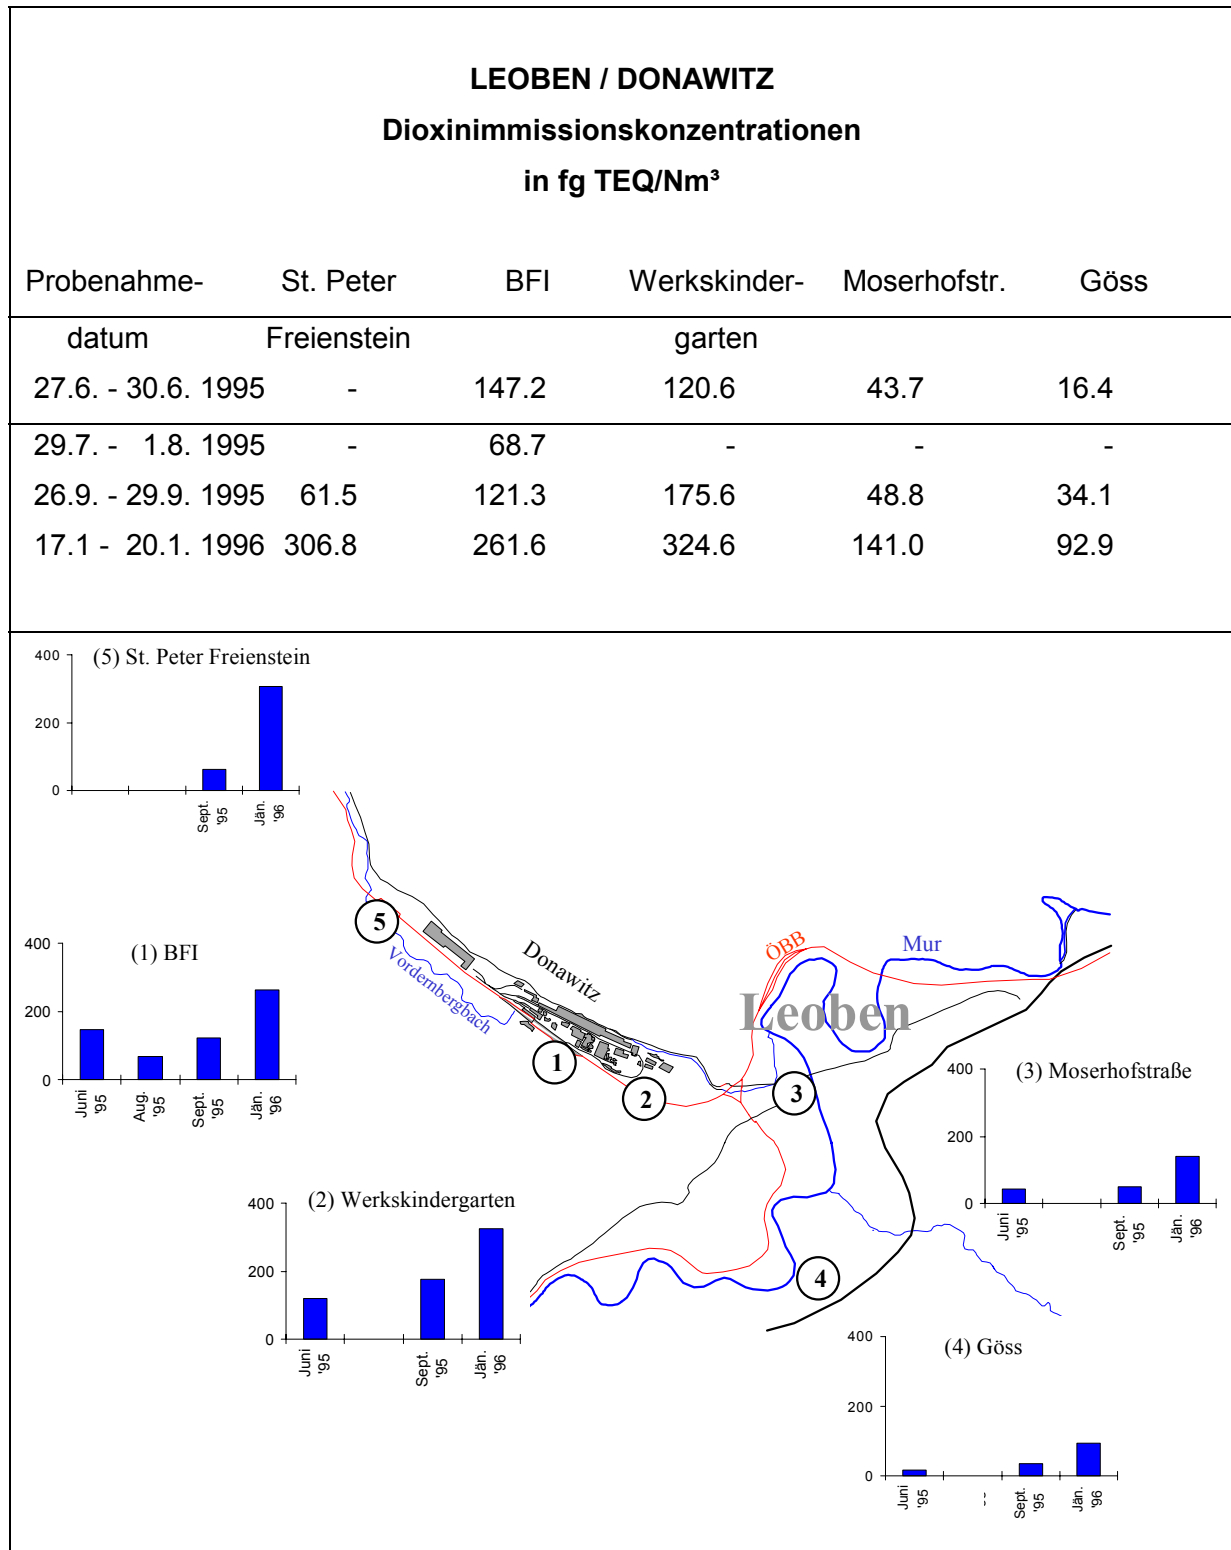 LEOBEN / DONAWITZ
Dioxinimmissionskonzentrationen
in fg TEQ/Nm³
Probenahme- St. Peter BFI Werkskinder- Moserhofstr. Göss
datum Freienstein garten
27.6. - 30.6. 1995 - 147.2 120.6 43.7 16.4
29.7. - 1.8. 1995 - 68.7 - - -
26.9. - 29.9. 1995 61.5 121.3 175.6 48.8 34.1
17.1 - 20.1. 1996 306.8 261.6 324.6 141.0 92.9
(5) St. Peter Freienstein
400
200
0
Sept. '95
Jän. '96
(1) BFI
400
200
0
Juni '95
Aug. '95
Sept. '95
Jän. '96
5
Vordernbergbach
Donawitz
ÖBB
Mur
Leoben
1
2
3
4
(3) Moserhofstraße
400
200
0
Juni '95
Sept. '95
Jän. '96
(2) Werkskindergarten
400
200
0
Juni '95
Sept. '95
Jän. '96
(4) Göss
400
200
0
Juni '95
Sept. '95
Jän. '96